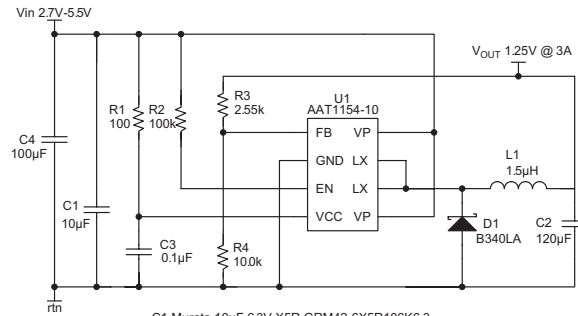 Vin 2.7V-5.5V
VOUT 1.25V @ 3A
U1
AAT1154-10
R1
100
R2
100k
R3
2.55k
FB
VP
GND
LX
EN
LX
VCC
VP
L1
1.5µH
C4
100µF
C1
10µF
C3
0.1µF
R4
10.0k
D1
B340LA
C2
120µF
rtn